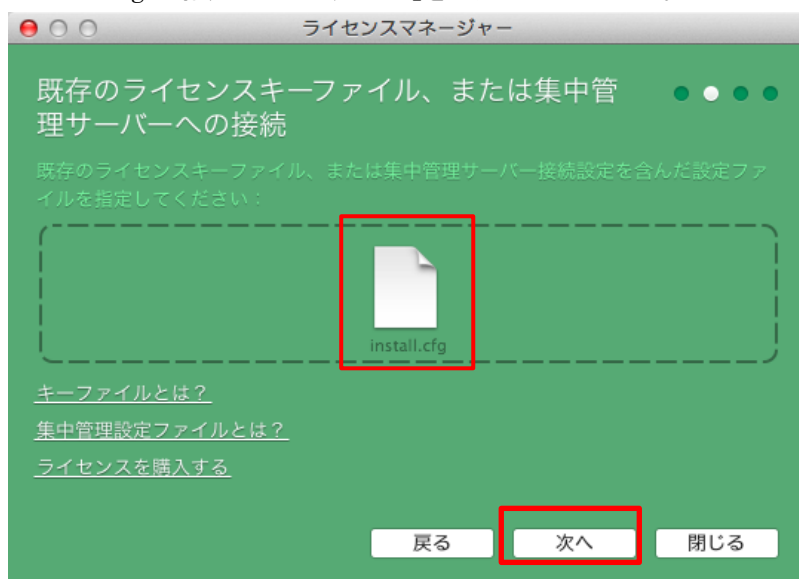 ライセンスマネージャー
既存のライセンスキーファイル、または集中管
理サーバーへの接続
既存のライセンスキーファイル、または集中管理サーバー接続設定を含んだ設定ファ
イルを指定してください：
install.cfg
キーファイルとは？
集中管理設定ファイルとは？
ライセンスを購入する
戻る 次へ 閉じる